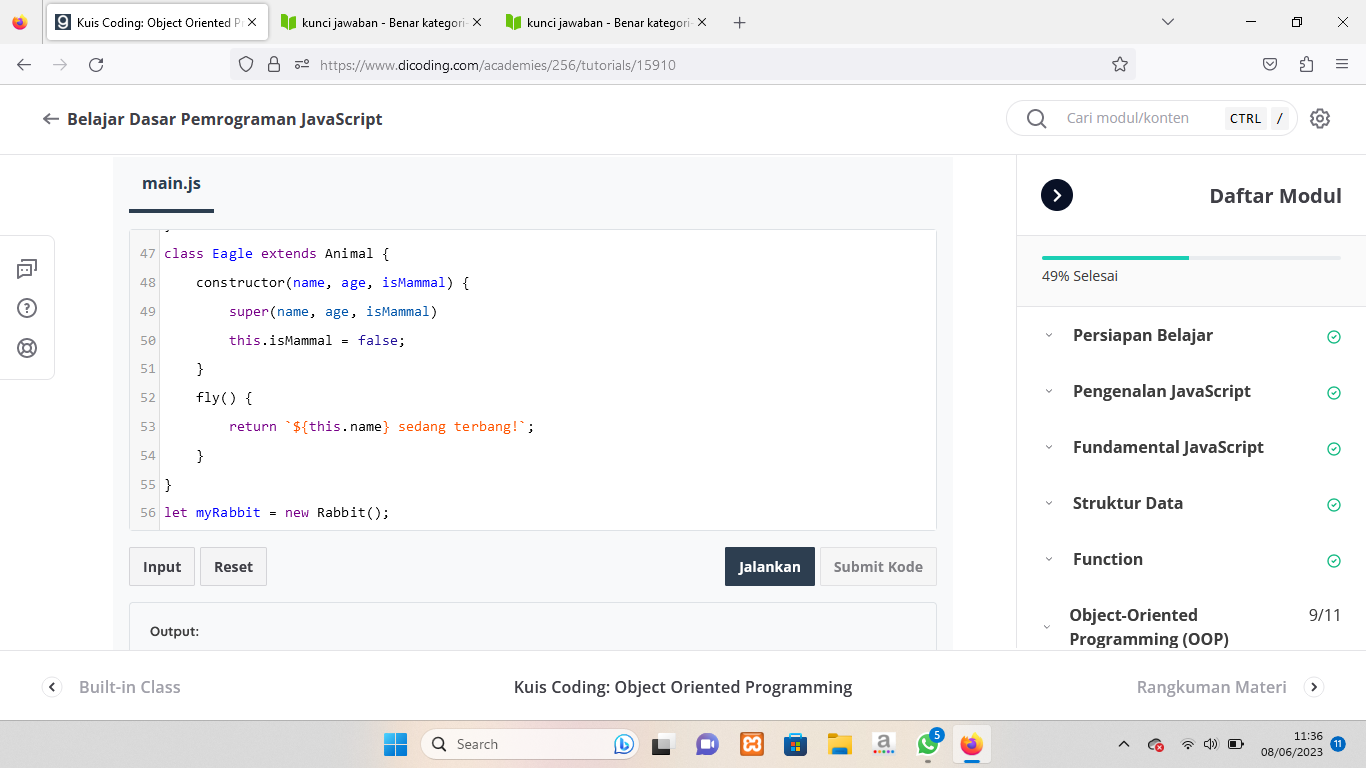 Kuis Coding: Object Oriented P
kunci jawaban - Benar kategori-
kunci jawaban - Benar kategori-
https://www.dicoding.com/academies/256/tutorials/15910
Belajar Dasar Pemrograman JavaScript
Cari modul/konten CTRL /
main.js
47 class Eagle extends Animal {
48 constructor(name, age, isMammal) {
49 super(name, age, isMammal)
50 this.isMammal = false;
51 }
52 fly() {
53 return `${this.name} sedang terbang!`;
54 }
55 }
56 let myRabbit = new Rabbit();
Input Reset Jalankan Submit Kode
Output:
Daftar Modul
49% Selesai
Persiapan Belajar
Pengenalan JavaScript
Fundamental JavaScript
Struktur Data
Function
Object-Oriented 9/11
Programming (OOP)
Built-in Class Kuis Coding: Object Oriented Programming Rangkuman Materi
Search
a
5
11:36
08/06/2023 11